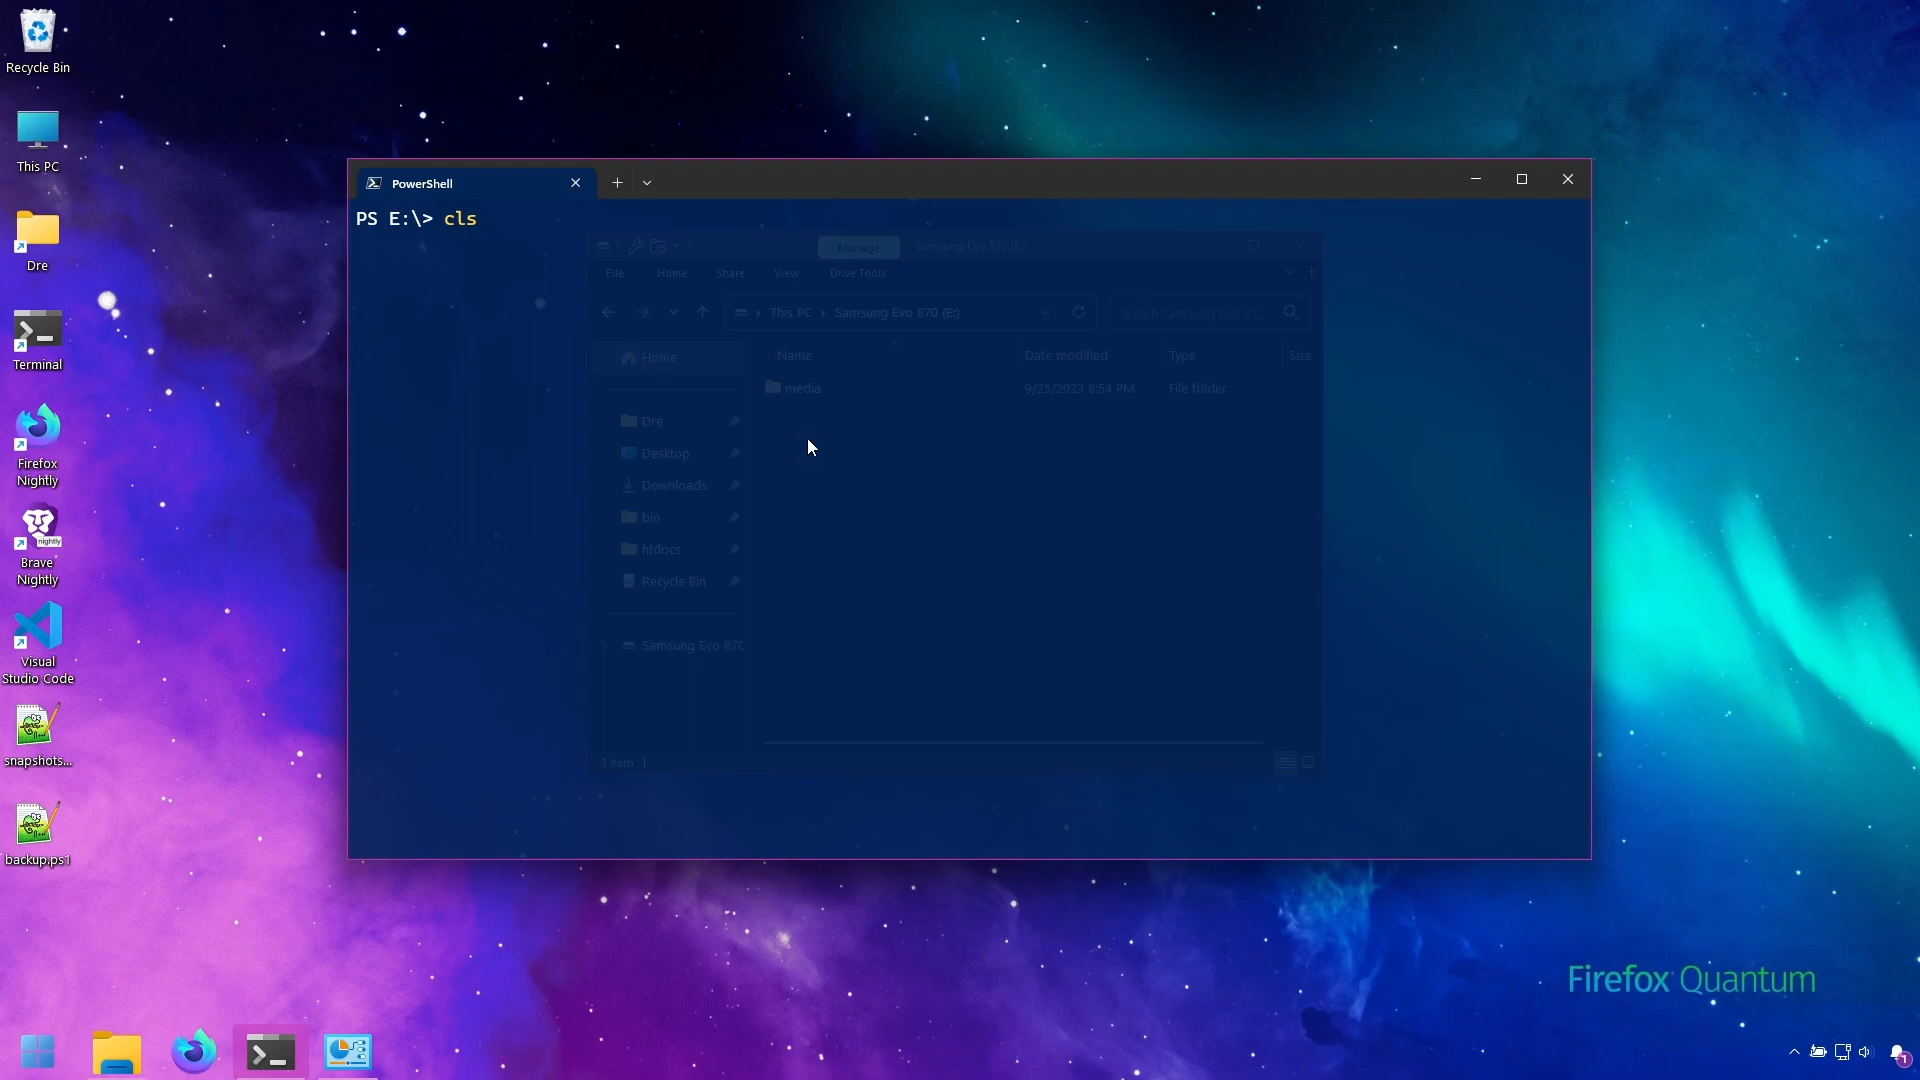 Recycle Bin
This PC
Dre
Terminal
Firefox
Nightly
nightly
Brave
Nightly
Visual
Studio Code
snapshots...
backup.ps1
PowerShell
PS E:\> cls
Manage
Samsung Evo 870 (E:)
File
Home
Share
View
Drive Tools
This PC
Samsung Evo 870 (E:)
Search Samsung Evo 87...
Name
Date modified
Type
Size
Home
media
9/25/2023 6:54 PM
File folder
Dre
Desktop
Downloads
bin
htdocs
Recycle Bin
Samsung Evo 870
1 item
Firefox Quantum
1